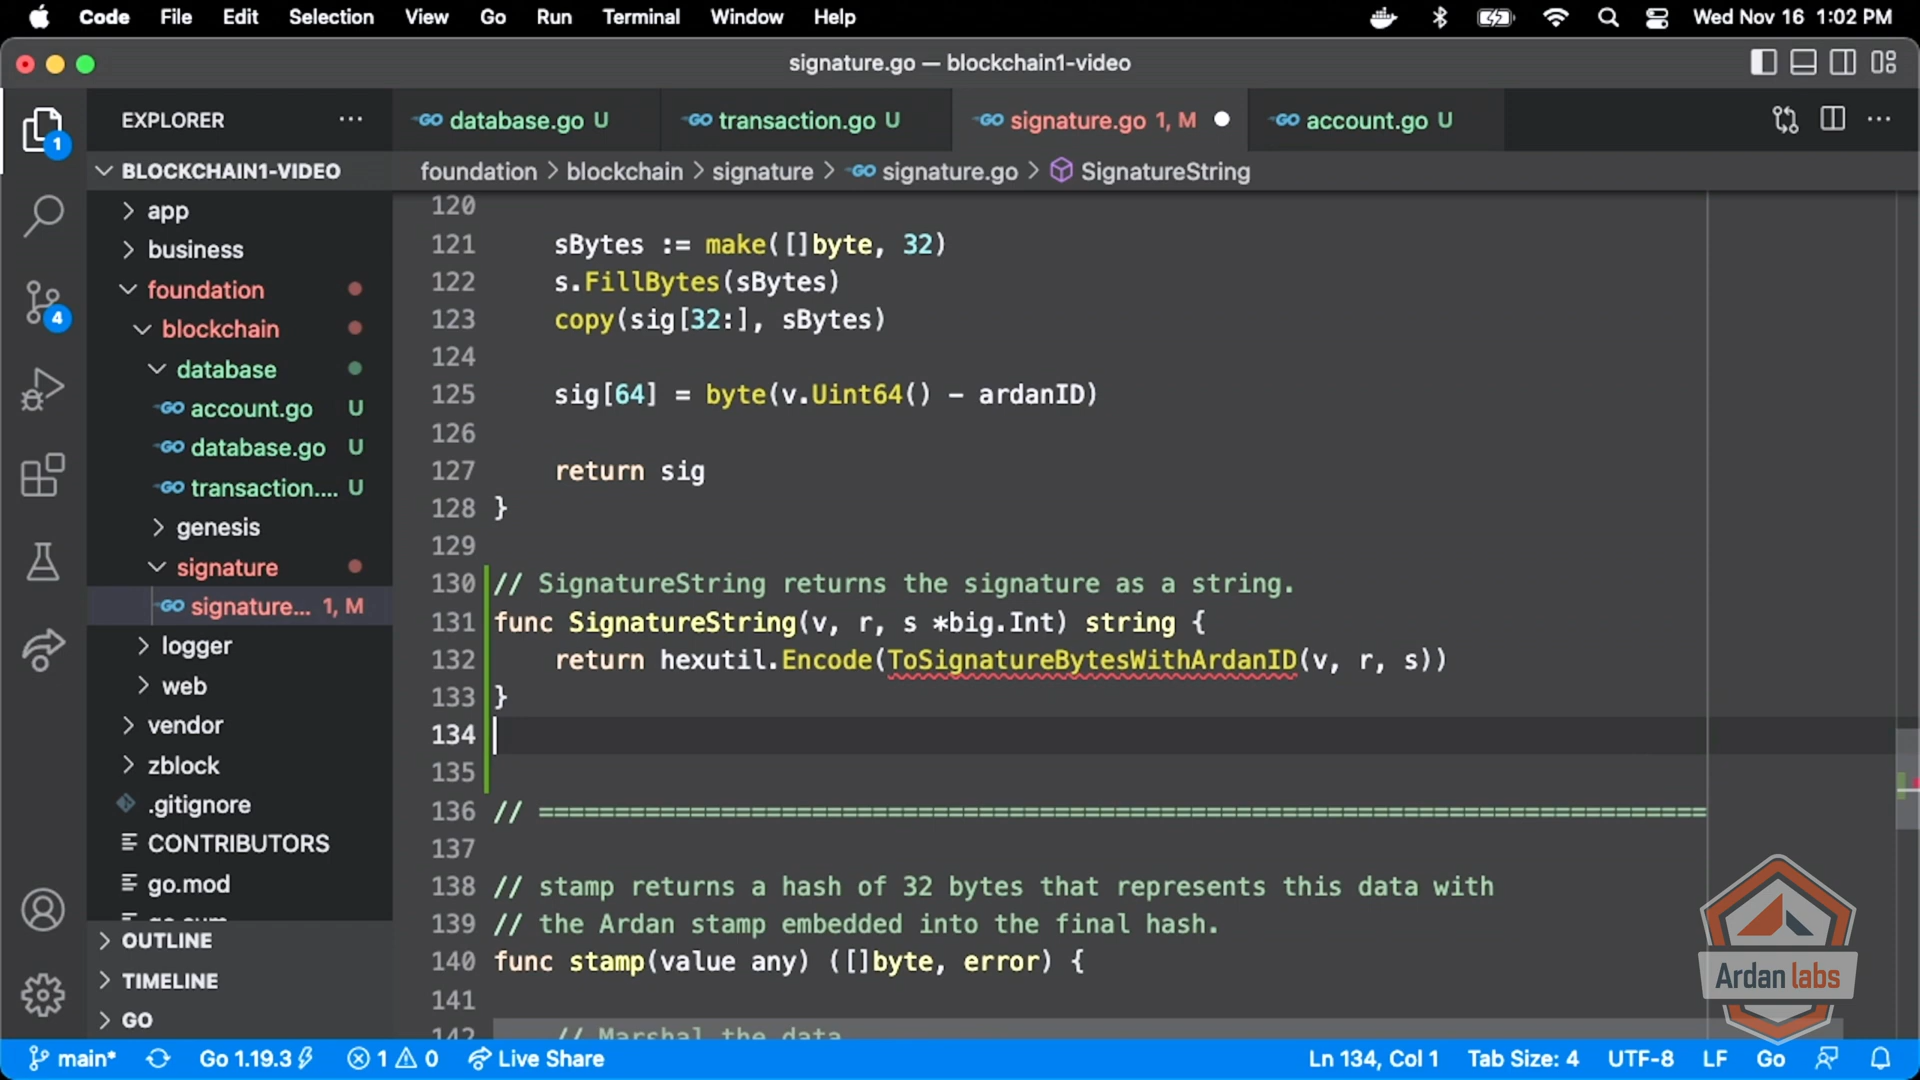 Code File Edit Selection View Go Run Terminal Window Help Wed Nov 16 1:02 PM
signature.go — blockchain1-video
EXPLORER ···
database.go U
transaction.go U
signature.go 1, M
account.go U
foundation > blockchain > signature > signature.go > SignatureString
1
4
BLOCKCHAIN1-VIDEO
app
business
foundation
blockchain
database
account.go U
database.go U
transaction.... U
genesis
signature
signature... 1, M
logger
web
vendor
zblock
.gitignore
CONTRIBUTORS
go.mod
go.sum
OUTLINE
TIMELINE
GO
120
121 sBytes := make([]byte, 32)
122 s.FillBytes(sBytes)
123 copy(sig[32:], sBytes)
124
125 sig[64] = byte(v.Uint64() - ardanID)
126
127 return sig
128 }
129
130 // SignatureString returns the signature as a string.
131 func SignatureString(v, r, s *big.Int) string {
132 return hexutil.Encode(ToSignatureBytesWithArdanID(v, r, s))
133 }
134
135
136 // =============================================================================
137
138 // stamp returns a hash of 32 bytes that represents this data with
139 // the Ardan stamp embedded into the final hash.
140 func stamp(value any) ([]byte, error) {
141
142 // Marshal the data
Ardan labs
main* Go 1.19.3 1 0 Live Share Ln 134, Col 1 Tab Size: 4 UTF-8 LF Go